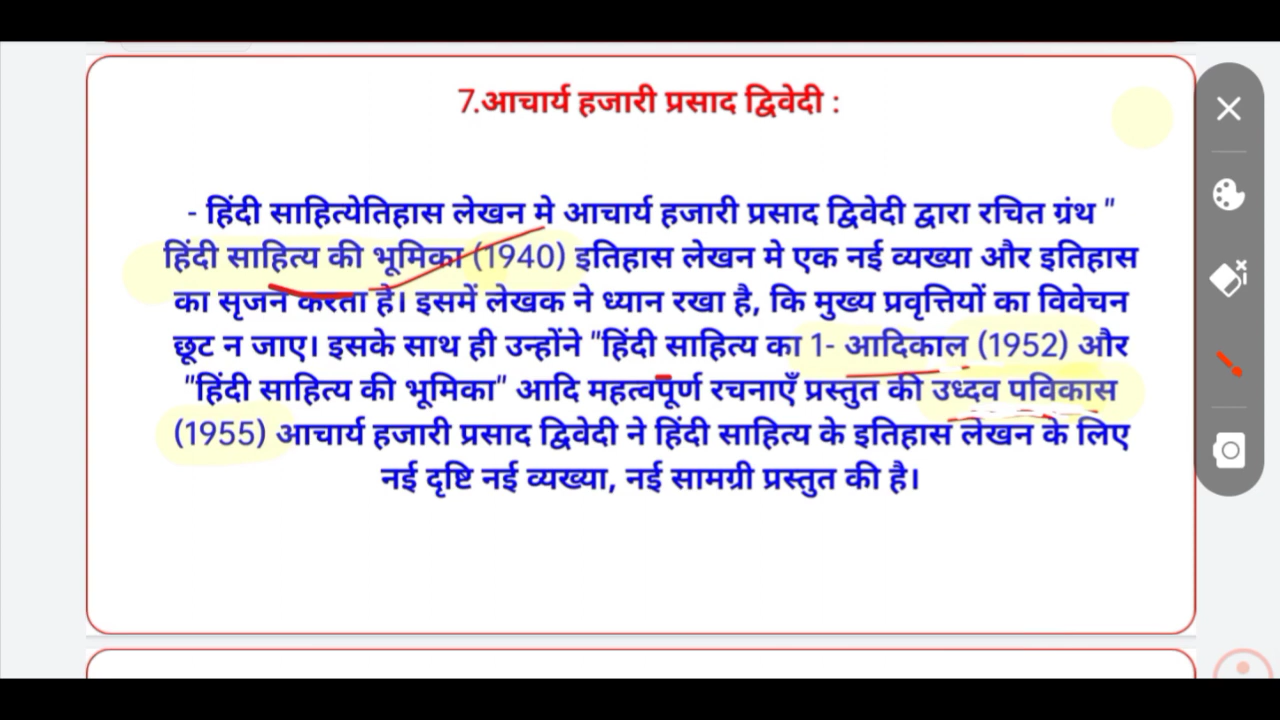 7.आचार्य हजारी प्रसाद द्विवेदी :
- हिंदी साहित्येतिहास लेखन मे आचार्य हजारी प्रसाद द्विवेदी द्वारा रचित ग्रंथ "
हिंदी साहित्य की भूमिका (1940) इतिहास लेखन मे एक नई व्यख्या और इतिहास
का सृजन करता है। इसमें लेखक ने ध्यान रखा है, कि मुख्य प्रवृत्तियों का विवेचन
छूट न जाए। इसके साथ ही उन्होंने "हिंदी साहित्य का 1- आदिकाल (1952) और
"हिंदी साहित्य की भूमिका" आदि महत्वपूर्ण रचनाएँ प्रस्तुत की उध्दव पविकास
(1955) आचार्य हजारी प्रसाद द्विवेदी ने हिंदी साहित्य के इतिहास लेखन के लिए
नई दृष्टि नई व्यख्या, नई सामग्री प्रस्तुत की है।